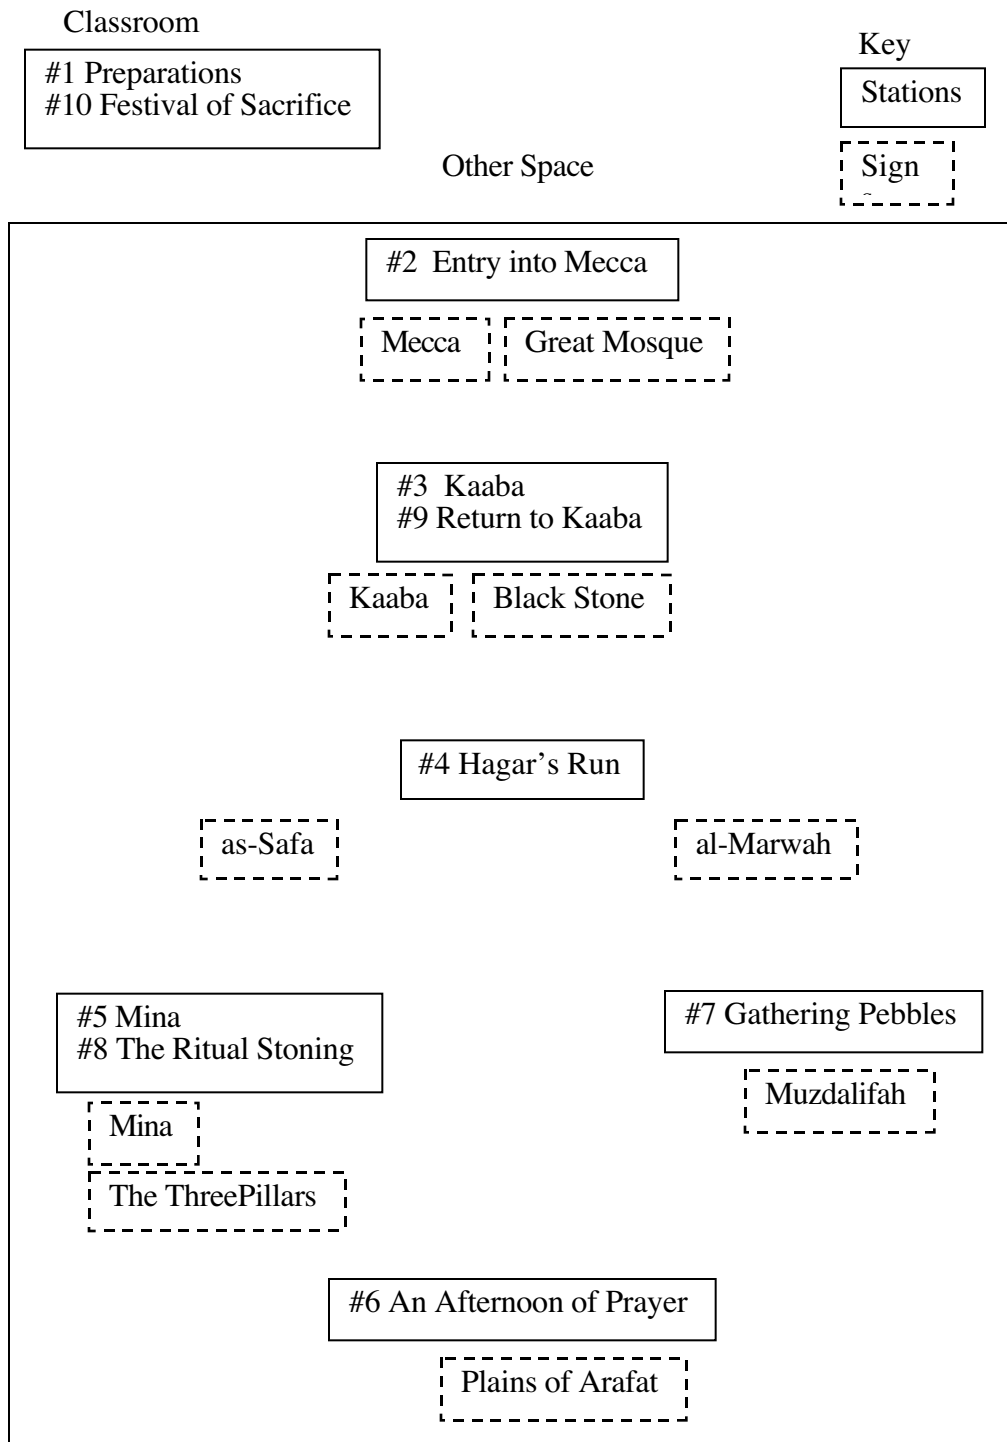 Classroom
#1 Preparations
#10 Festival of Sacrifice
Key
Stations
Sign
Other Space
#2 Entry into Mecca
Mecca
Great Mosque
#3 Kaaba
#9 Return to Kaaba
Kaaba
Black Stone
#4 Hagar's Run
as-Safa
al-Marwah
#5 Mina
#8 The Ritual Stoning
#7 Gathering Pebbles
Mina
Muzdalifah
The ThreePillars
#6 An Afternoon of Prayer
Plains of Arafat